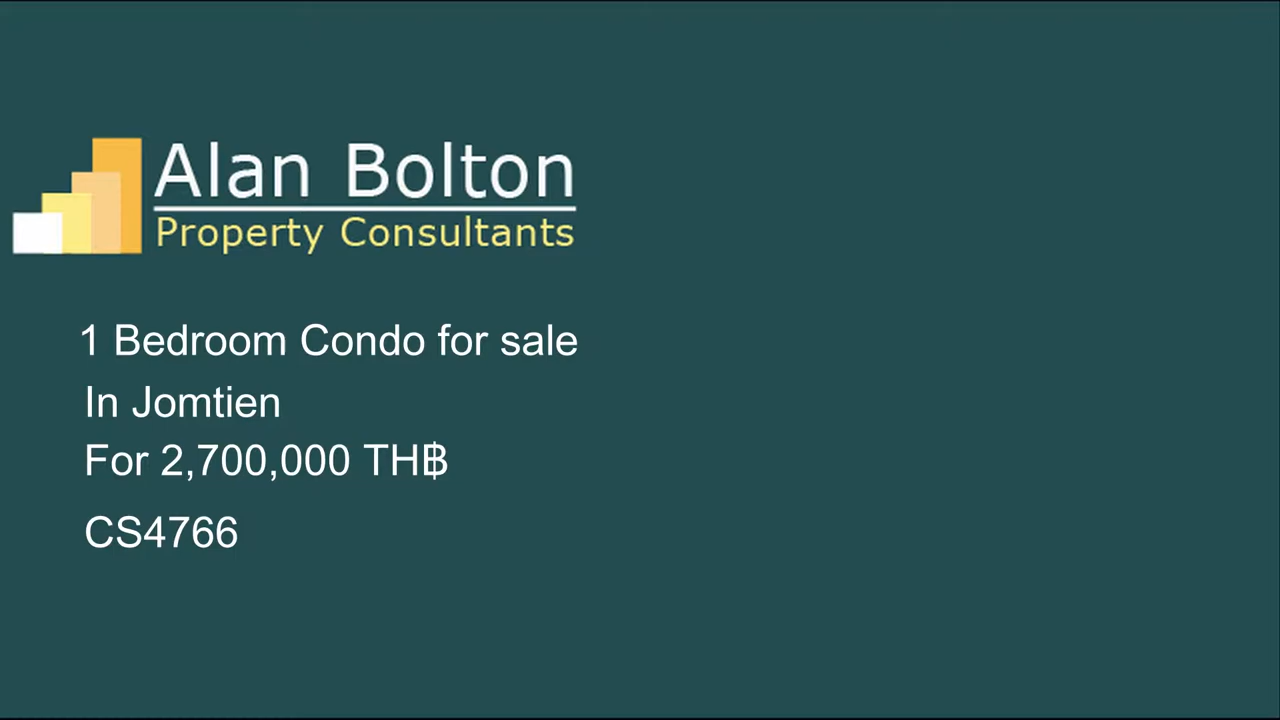 Alan Bolton
Property Consultants
1 Bedroom Condo for sale
In Jomtien
For 2,700,000 TH฿
CS4766